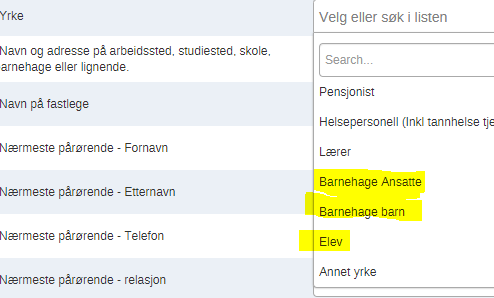 Yrke
Navn og adresse på arbeidssted, studiested, skole,
arnehage eller lignende.
Navn på fastlege
Nærmeste pårørende - Fornavn
Nærmeste pårørende - Etternavn
Nærmeste pårørende - Telefon
Nærmeste pårørende - relasjon
Velg eller søk i listen
Search...
Pensjonist
Helsepersonell (Inkl tannhelse tje
Lærer
Barnehage Ansatte
Barnehage barn
Elev
Annet yrke